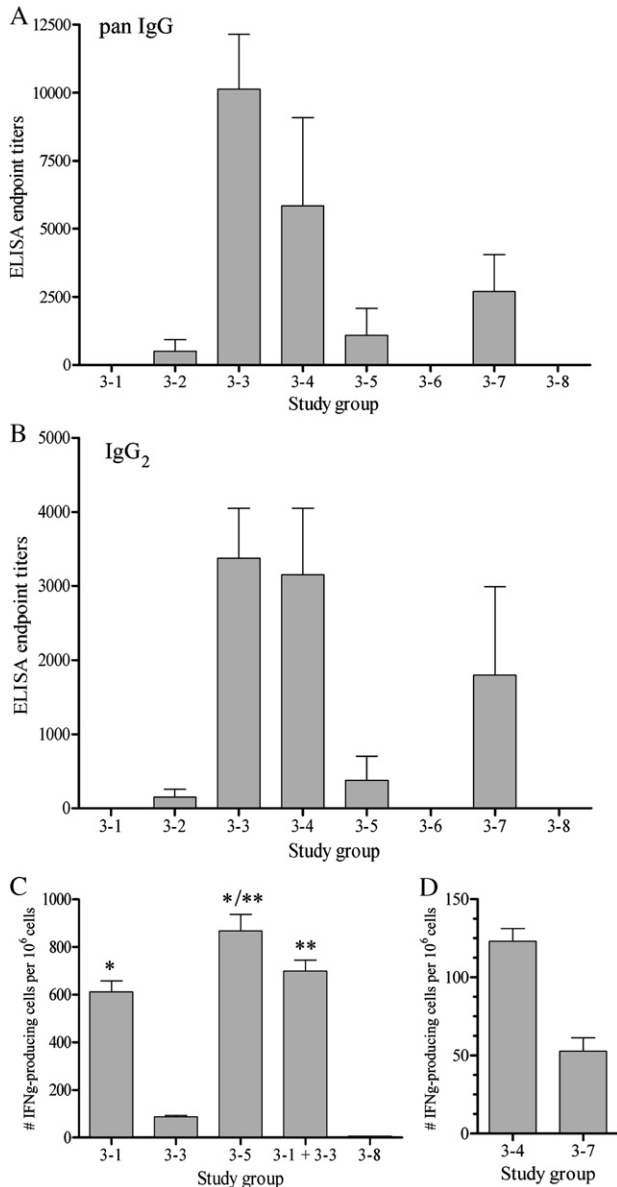 A
pan IgG
ELISA endpoint titers
12500
10000
7500
5000
2500
0
3-1 3-2 3-3 3-4 3-5 3-6 3-7 3-8
Study group
B
IgG2
ELISA endpoint titers
5000
4000
3000
2000
1000
0
3-1 3-2 3-3 3-4 3-5 3-6 3-7 3-8
Study group
C
# IFNg-producing cells per 10^6 cells
1000
800
600
400
200
0
*
*/**
**
3-1 3-3 3-5 3-1 + 3-3 3-8
Study group
D
# IFNg-producing cells per 10^6 cells
150
100
50
0
3-4 3-7
Study group